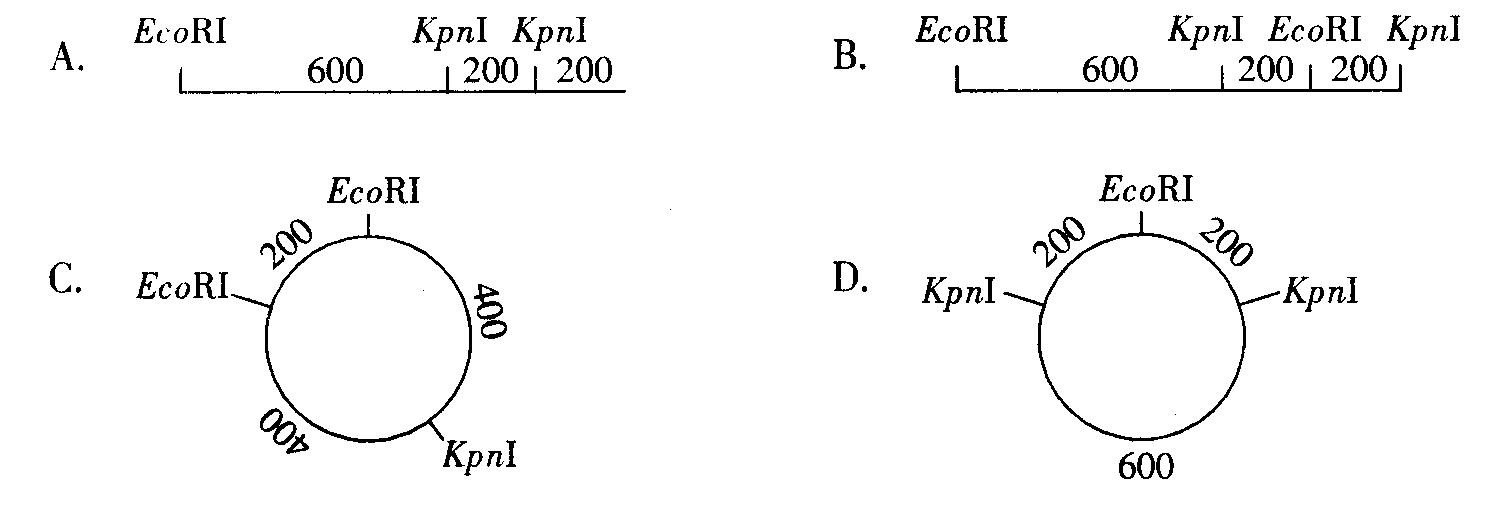 A. EcoRI 600 KpnI 200 KpnI 200
B. EcoRI 600 KpnI 200 EcoRI 200 KpnI
C. EcoRI 200 EcoRI 400 400 KpnI
D. EcoRI 200 200 KpnI KpnI 600